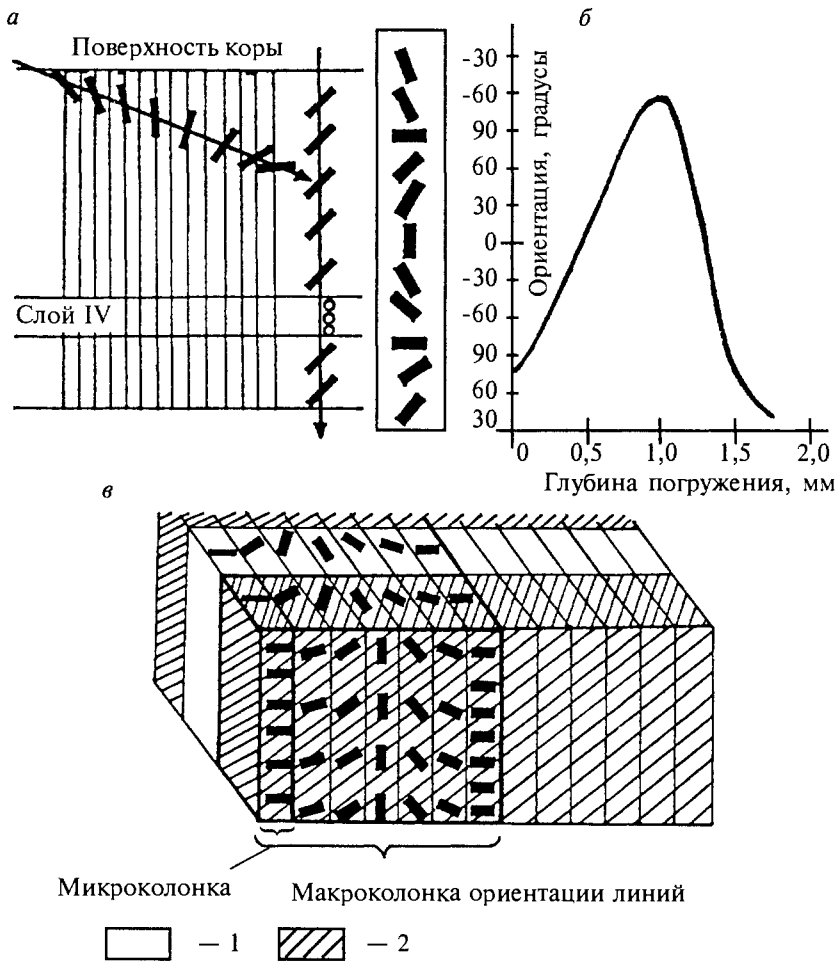 а
Поверхность коры
Слой IV
б
Ориентация, градусы
-30
-60
90
60
30
0
-30
-60
90
60
30
0
0,5
1,0
1,5
2,0
Глубина погружения, мм
в
Микроколонка
Макроколонка ориентации линий
– 1
– 2